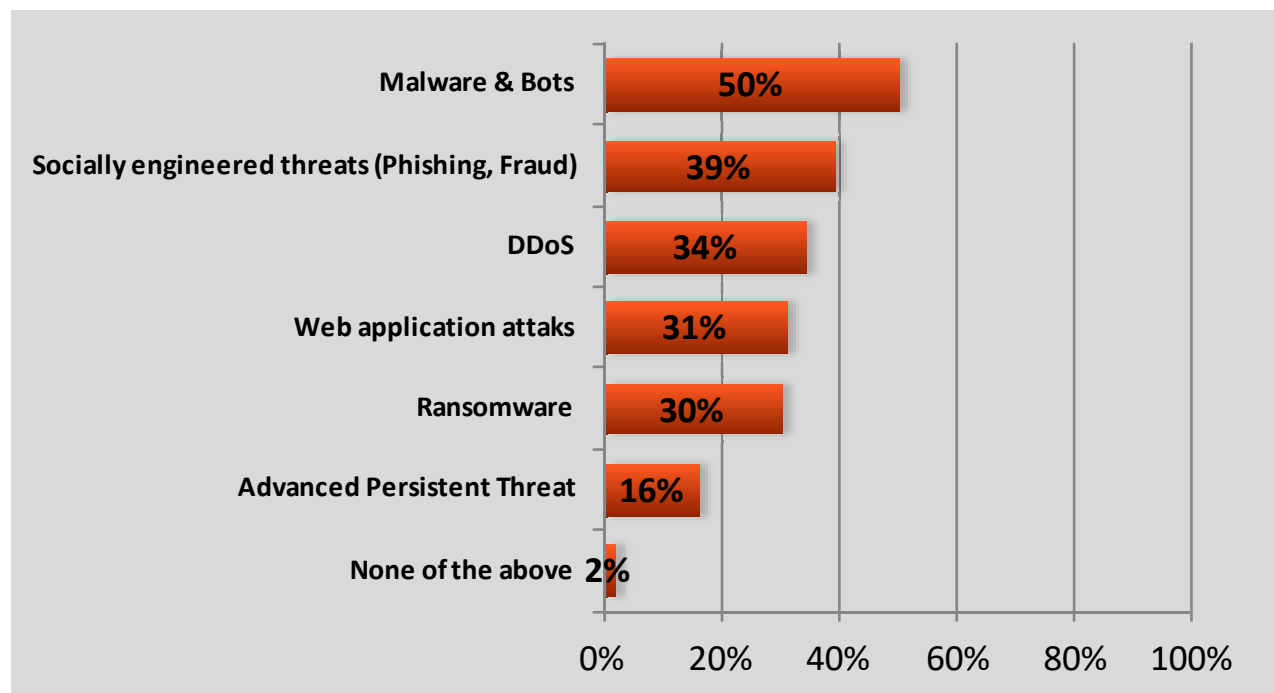 Malware & Bots 50%
Socially engineered threats (Phishing, Fraud) 39%
DDoS 34%
Web application attaks 31%
Ransomware 30%
Advanced Persistent Threat 16%
None of the above 2%
0% 20% 40% 60% 80% 100%